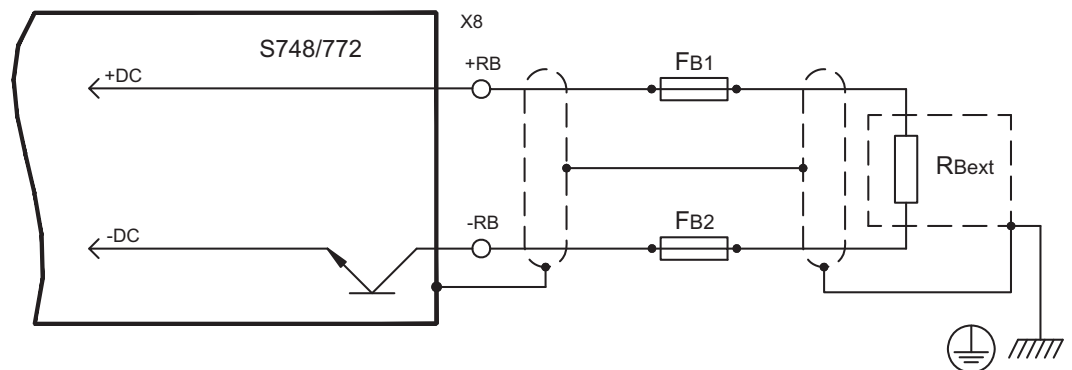 X8
S748/772
+DC
+RB
FB1
RBext
-DC
-RB
FB2